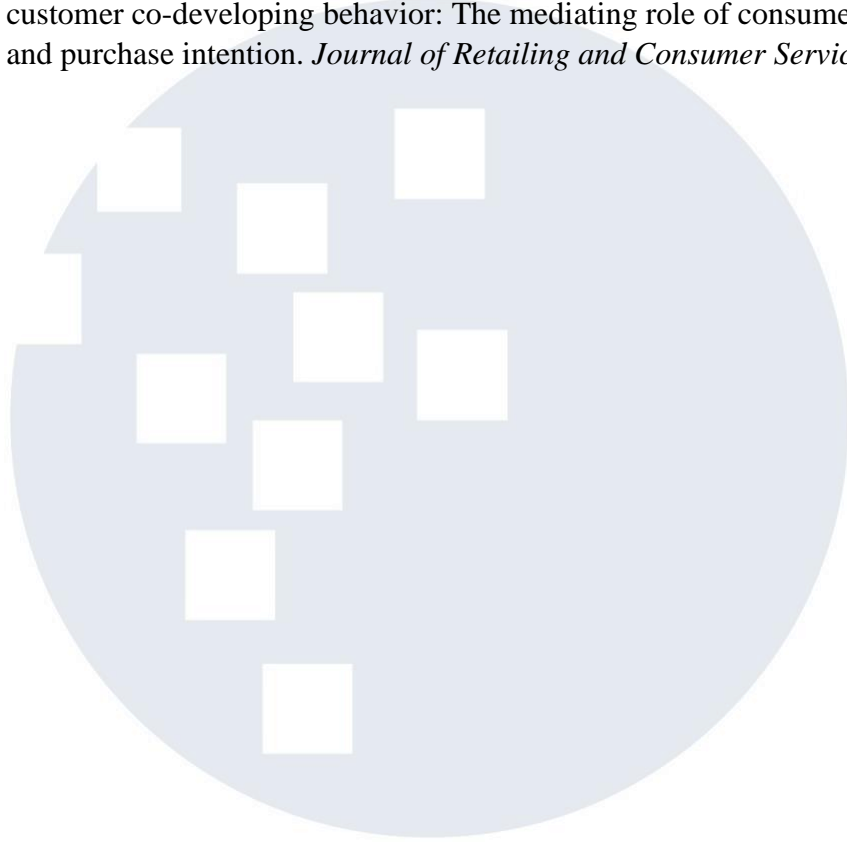 customer co-developing behavior: The mediating role of consume
and purchase intention. Journal of Retailing and Consumer Servic